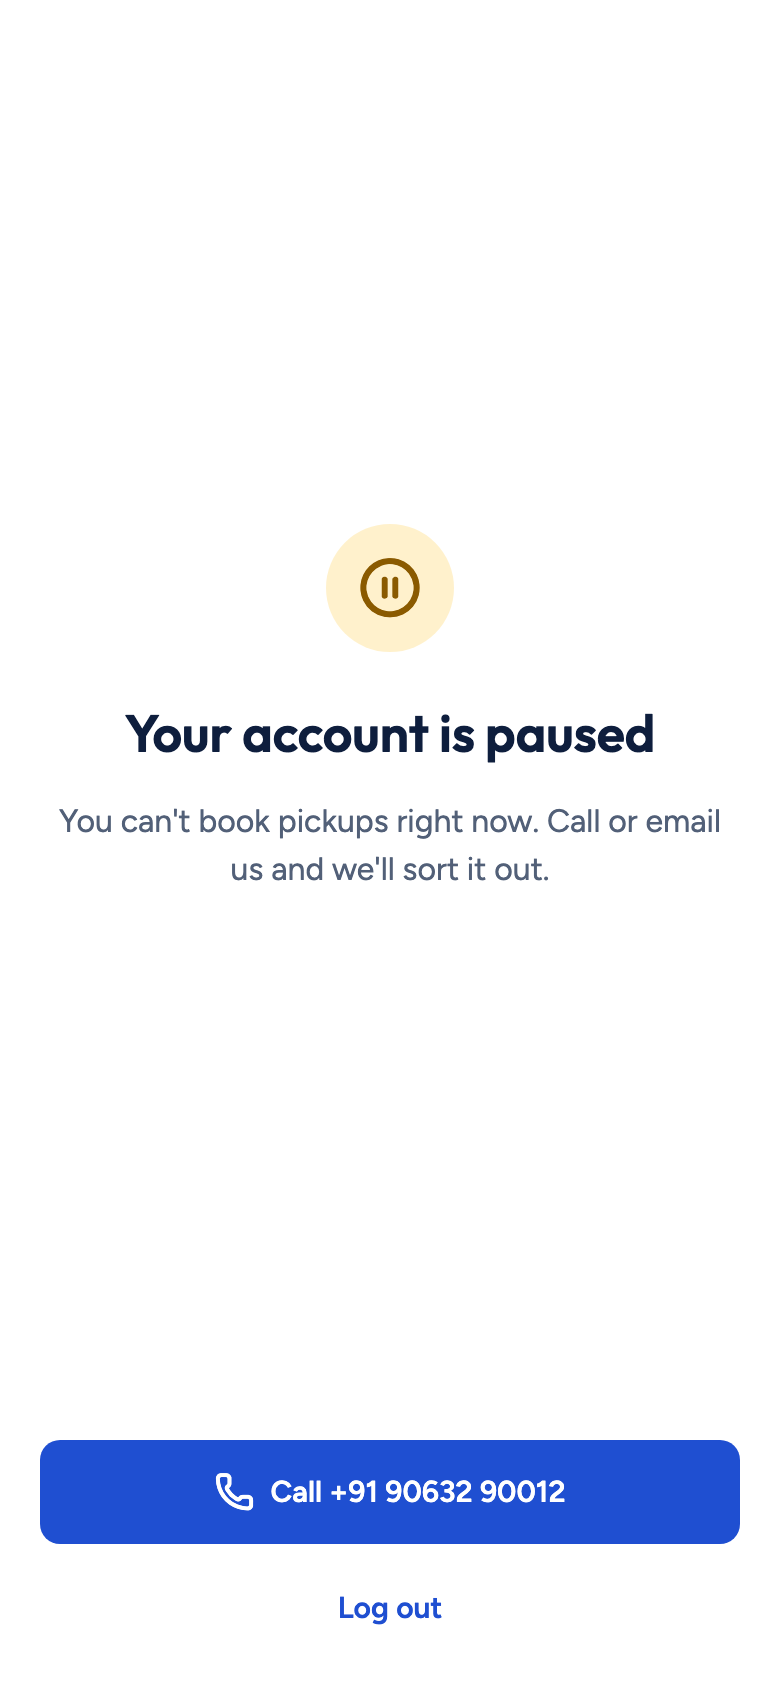 Your account is paused
You can't book pickups right now. Call or email
us and we'll sort it out.
Call +91 90632 90012
Log out